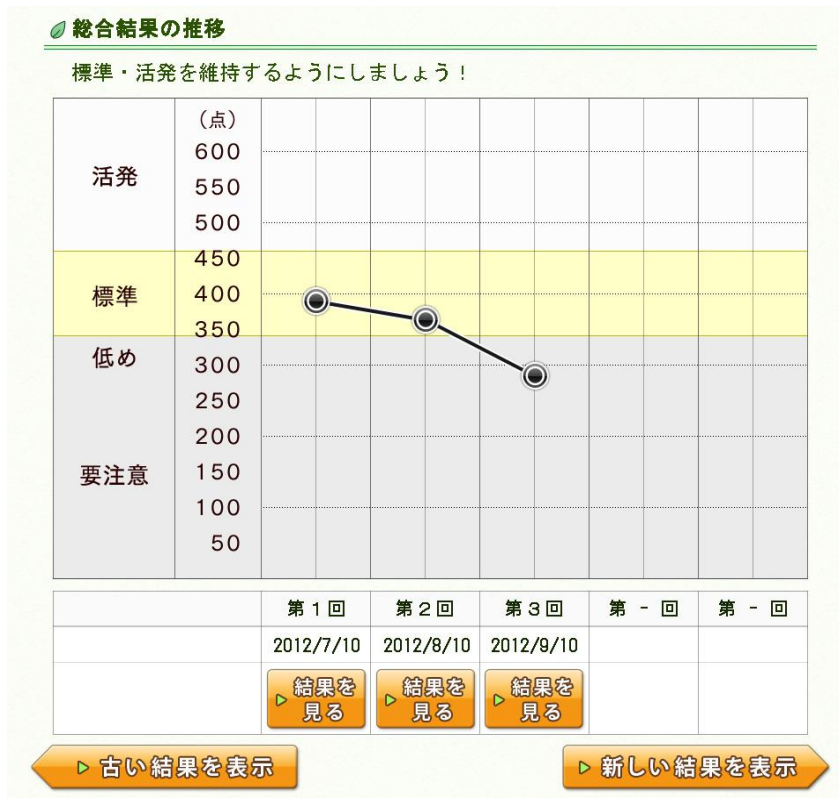 総合結果の推移
標準・活発を維持するようにしましょう!
(点)
600
活発
550
500
450
標準
400
350
低め
300
250
200
要注意
150
100
50
第1回 第2回 第3回 第 - 回 第 - 回
2012/7/10 2012/8/10 2012/9/10
結果を見る 結果を見る 結果を見る
古い結果を表示 新しい結果を表示